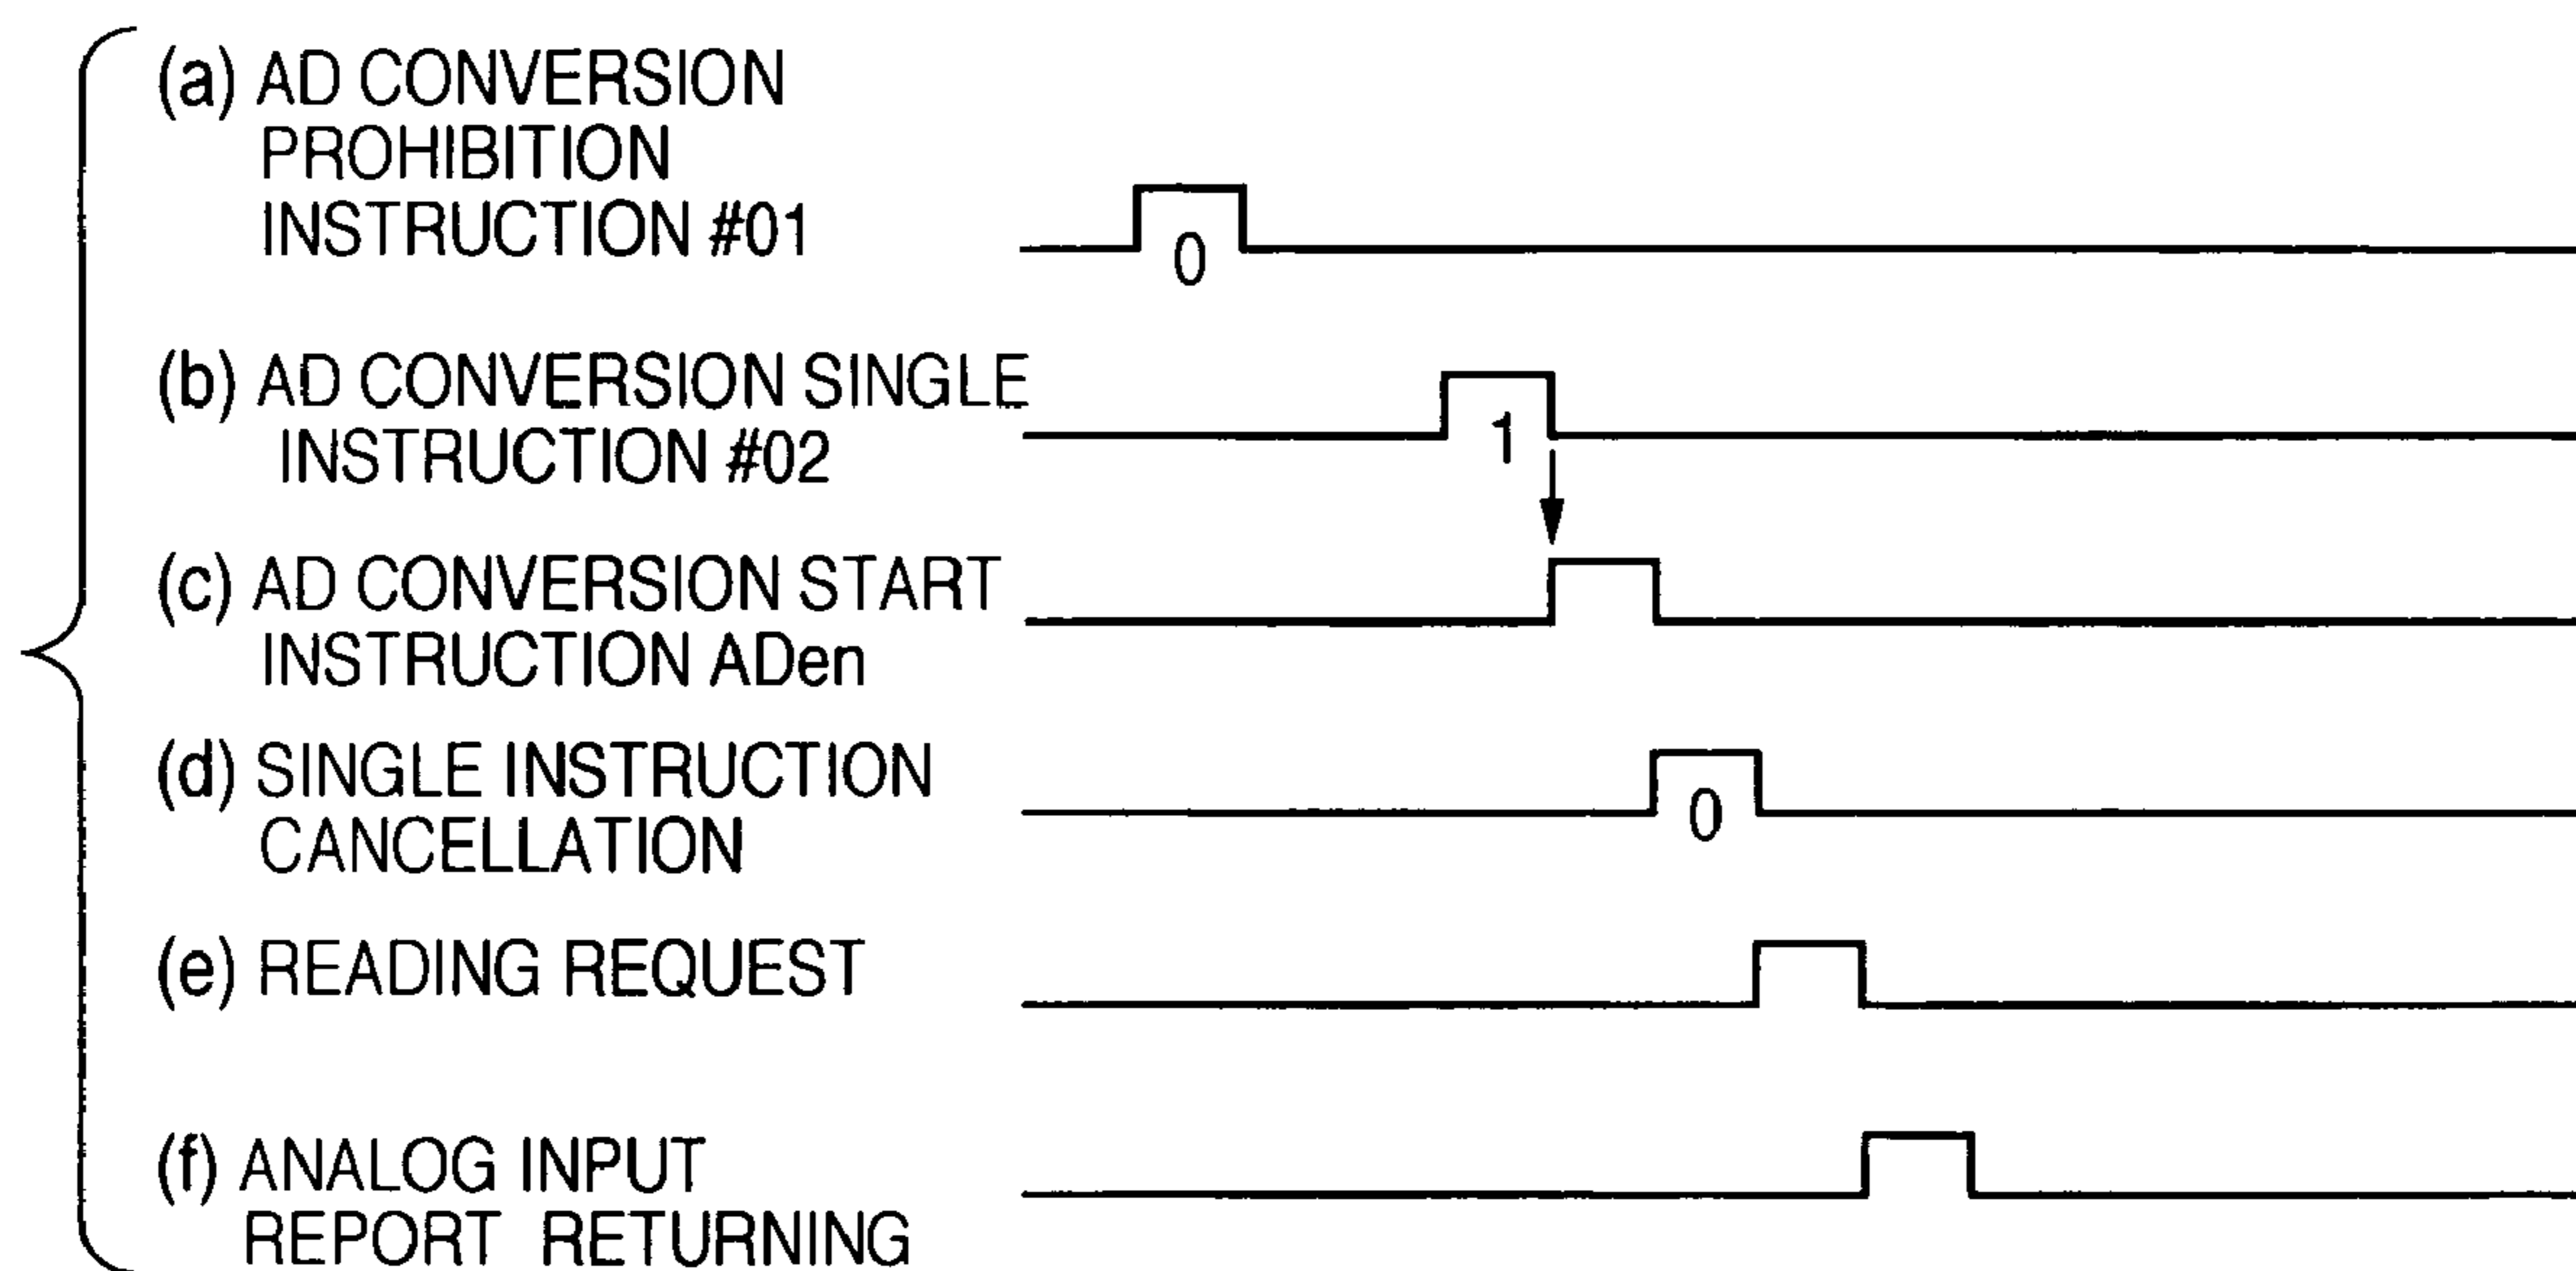 (a) AD CONVERSION
PROHIBITION
INSTRUCTION #01
0
(b) AD CONVERSION SINGLE
INSTRUCTION #02
1
(c) AD CONVERSION START
INSTRUCTION ADen
(d) SINGLE INSTRUCTION
CANCELLATION
0
(e) READING REQUEST
(f) ANALOG INPUT
REPORT RETURNING